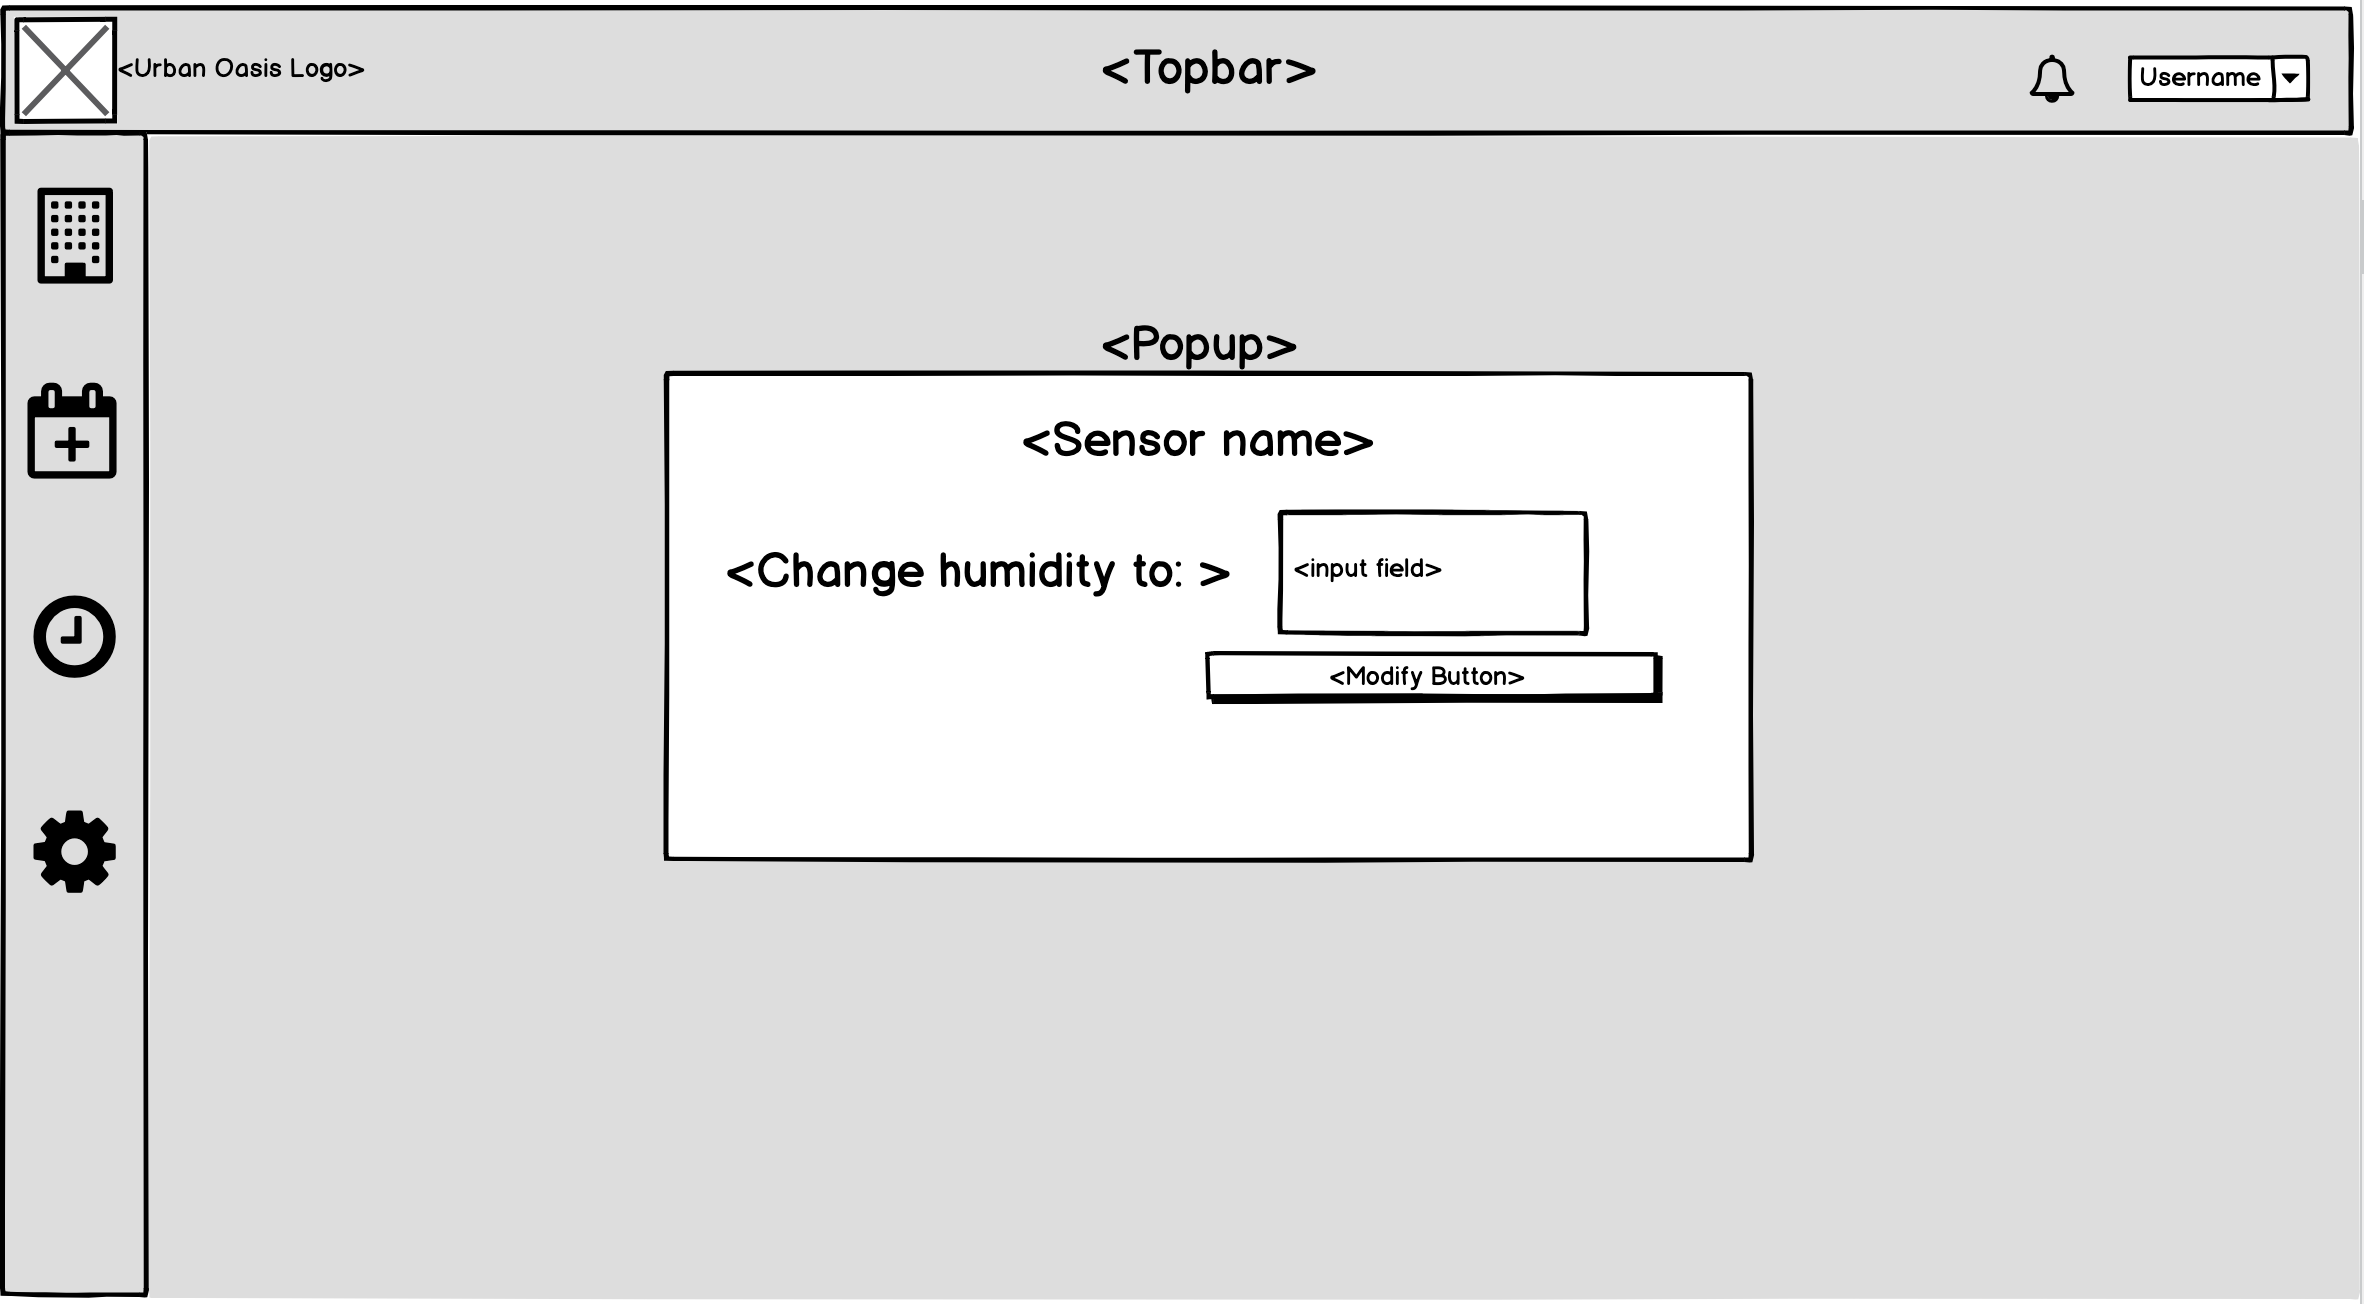 <Urban Oasis Logo>
<Topbar>
Username
<Popup>
<Sensor name>
<Change humidity to: >
<input field>
<Modify Button>